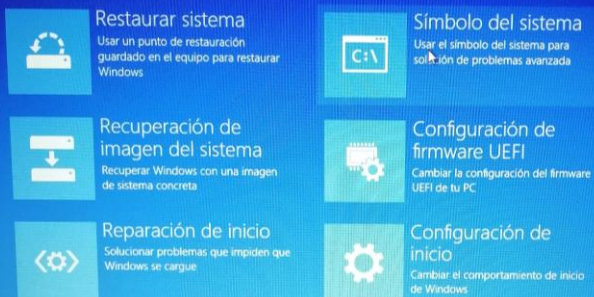 Restaurar sistema
Usar un punto de restauración
guardado en el equipo para restaurar
Windows
Símbolo del sistema
Usar el símbolo del sistema para
solución de problemas avanzada
C:\
Recuperación de
imagen del sistema
Recuperar Windows con una imagen
de sistema concreta
Configuración de
firmware UEFI
Cambiar la configuración del firmware
UEFI de tu PC
Reparación de inicio
Solucionar problemas que impiden que
Windows se cargue
Configuración de
inicio
Cambiar el comportamiento de inicio
de Windows